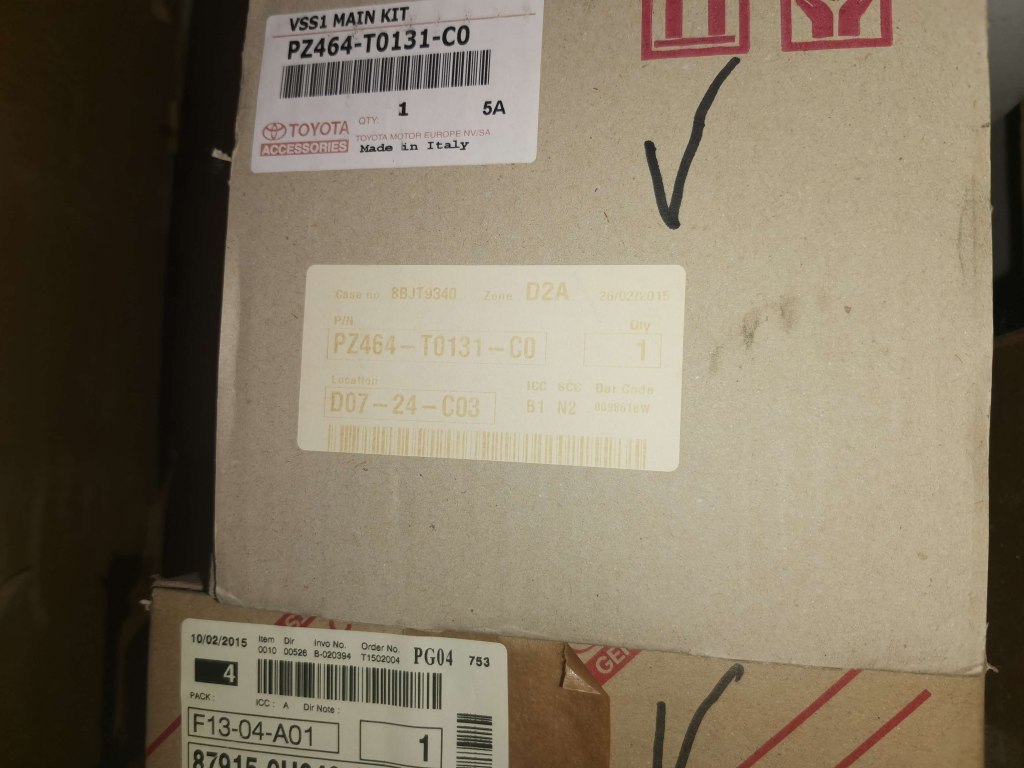 VSS1 MAIN KIT
PZ464-T0131-C0
QTY: 1 5A
TOYOTA
ACCESSORIES
TOYOTA MOTOR EUROPE NV/SA
Made in Italy
Case no 8BJT9340 Zone D2A 26/02/2015
P/N Qty
PZ464-T0131-C0 1
Location ICC SCC Bar Code
D07-24-C03 B1 N2
10/02/2015 Item Dir Invo No. Order No. PG04 753
0010 00526 B-020394 T1502004
4
PACK: ICC: A Dir Note:
F13-04-A01 1